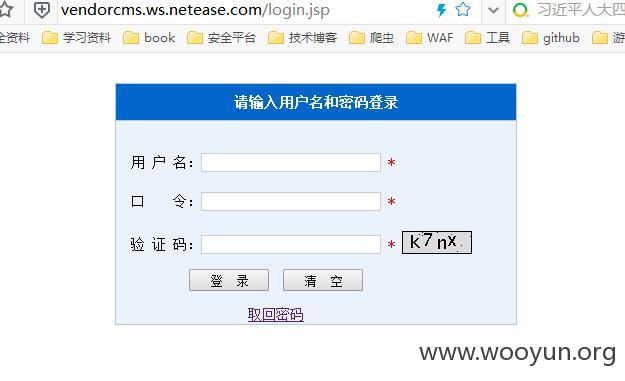 vendorcms.ws.netease.com/login.jsp 习近平人大四
全资料 学习资料 book 安全平台 技术博客 爬虫 WAF 工具 github 游
请输入用户名和密码登录
用 户 名： *
口 令： *
验 证 码： * k7nx
登 录 清 空
取回密码
www.wooyun.org